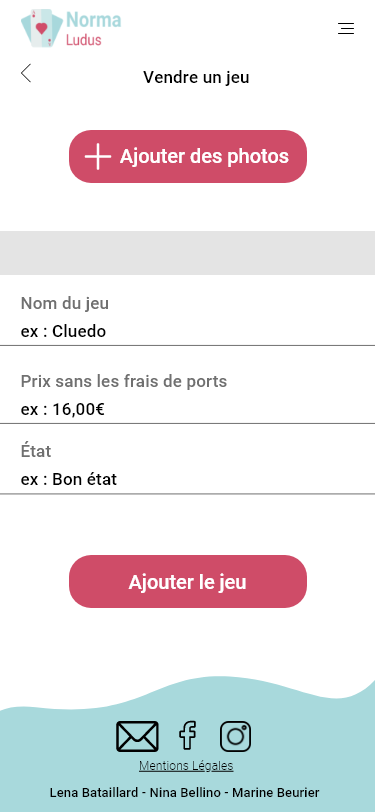 Norma
Ludus
Vendre un jeu
Ajouter des photos
Nom du jeu
ex : Cluedo
Prix sans les frais de ports
ex : 16,00€
État
ex : Bon état
Ajouter le jeu
Mentions Légales
Lena Bataillard - Nina Bellino - Marine Beurier